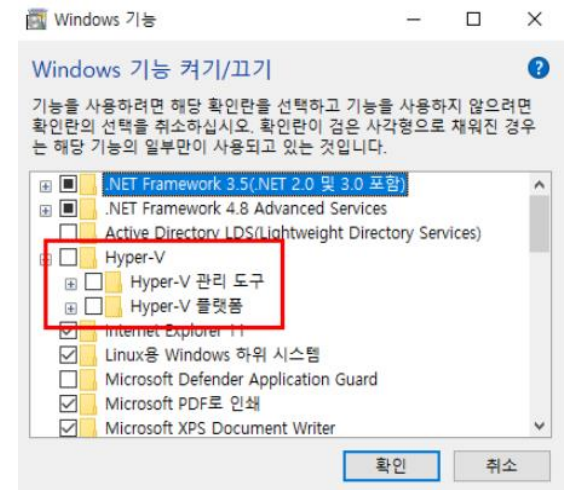 Windows 기능
Windows 기능 켜기/끄기
기능을 사용하려면 해당 확인란을 선택하고 기능을 사용하지 않으려면
확인란의 선택을 취소하십시오. 확인란이 검은 사각형으로 채워진 경우
는 해당 기능의 일부만이 사용되고 있는 것입니다.
.NET Framework 3.5(.NET 2.0 및 3.0 포함)
.NET Framework 4.8 Advanced Services
Active Directory LDS(Lightweight Directory Services)
Hyper-V
Hyper-V 관리 도구
Hyper-V 플랫폼
Internet Explorer 11
Linux용 Windows 하위 시스템
Microsoft Defender Application Guard
Microsoft PDF로 인쇄
Microsoft XPS Document Writer
확인
취소